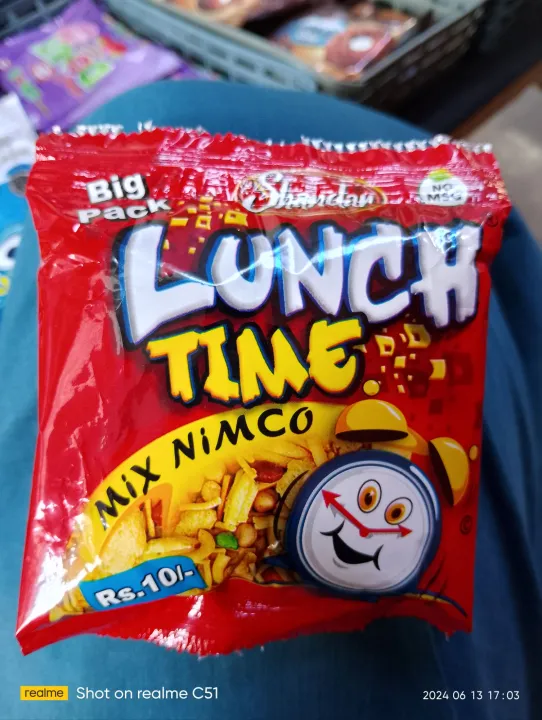 Big
Pack
Shandar
NO
MSG
LUNCH
TIME
MIX NiMCO
Rs.10/-
©
realme
Shot on realme C51
2024 06 13 17:03